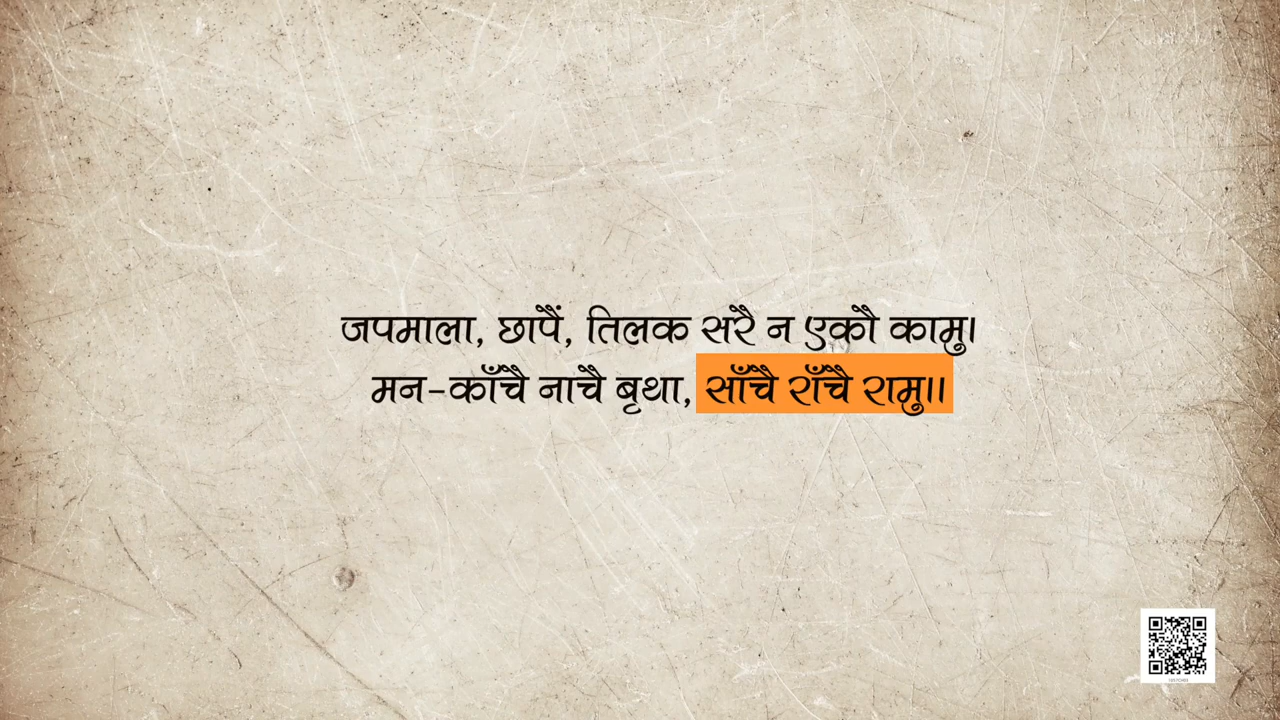 जपमाला, छापैं, तिलक सरै न एकौ कामु।
मन-काँचै नाचै बृथा, साँचै राँचै रामु।।